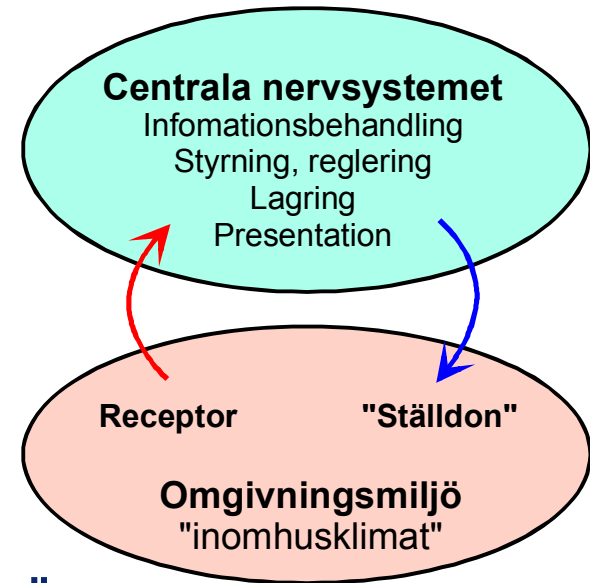 Centrala nervsystemet
Infomationsbehandling
Styrning, reglering
Lagring
Presentation
Receptor "Ställdon"
Omgivningsmiljö
"inomhusklimat"